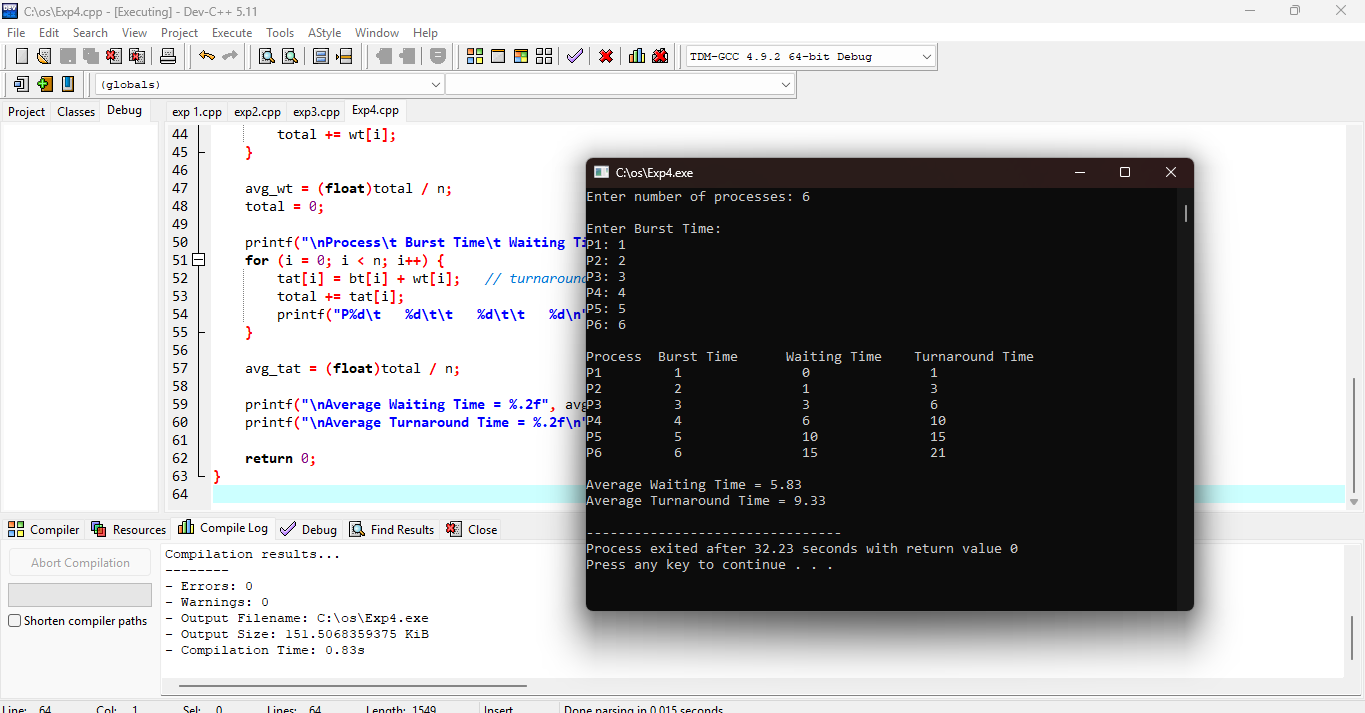 C:\os\Exp4.cpp - [Executing] - Dev-C++ 5.11
File Edit Search View Project Execute Tools AStyle Window Help
TDM-GCC 4.9.2 64-bit Debug
(globals)
Project Classes Debug
exp 1.cpp exp2.cpp exp3.cpp Exp4.cpp
44 total += wt[i];
45 }
46
47 avg_wt = (float)total / n;
48 total = 0;
49
50 printf("\nProcess\t Burst Time\t Waiting Ti
51 for (i = 0; i < n; i++) {
52 tat[i] = bt[i] + wt[i]; // turnaroun
53 total += tat[i];
54 printf("P%d\t %d\t\t %d\t\t %d\n"
55 }
56
57 avg_tat = (float)total / n;
58
59 printf("\nAverage Waiting Time = %.2f", avg
60 printf("\nAverage Turnaround Time = %.2f\n"
61
62 return 0;
63 }
64
C:\os\Exp4.exe
Enter number of processes: 6
Enter Burst Time:
P1: 1
P2: 2
P3: 3
P4: 4
P5: 5
P6: 6
Process Burst Time Waiting Time Turnaround Time
P1 1 0 1
P2 2 1 3
P3 3 3 6
P4 4 6 10
P5 5 10 15
P6 6 15 21
Average Waiting Time = 5.83
Average Turnaround Time = 9.33
--------------------------------
Process exited after 32.23 seconds with return value 0
Press any key to continue . . .
Compiler Resources Compile Log Debug Find Results Close
Abort Compilation
Shorten compiler paths
Compilation results...
--------
- Errors: 0
- Warnings: 0
- Output Filename: C:\os\Exp4.exe
- Output Size: 151.5068359375 KiB
- Compilation Time: 0.83s
Line: 64 Col: 1 Sel: 0 Lines: 64 Length: 1549 Insert Done parsing in 0.015 seconds